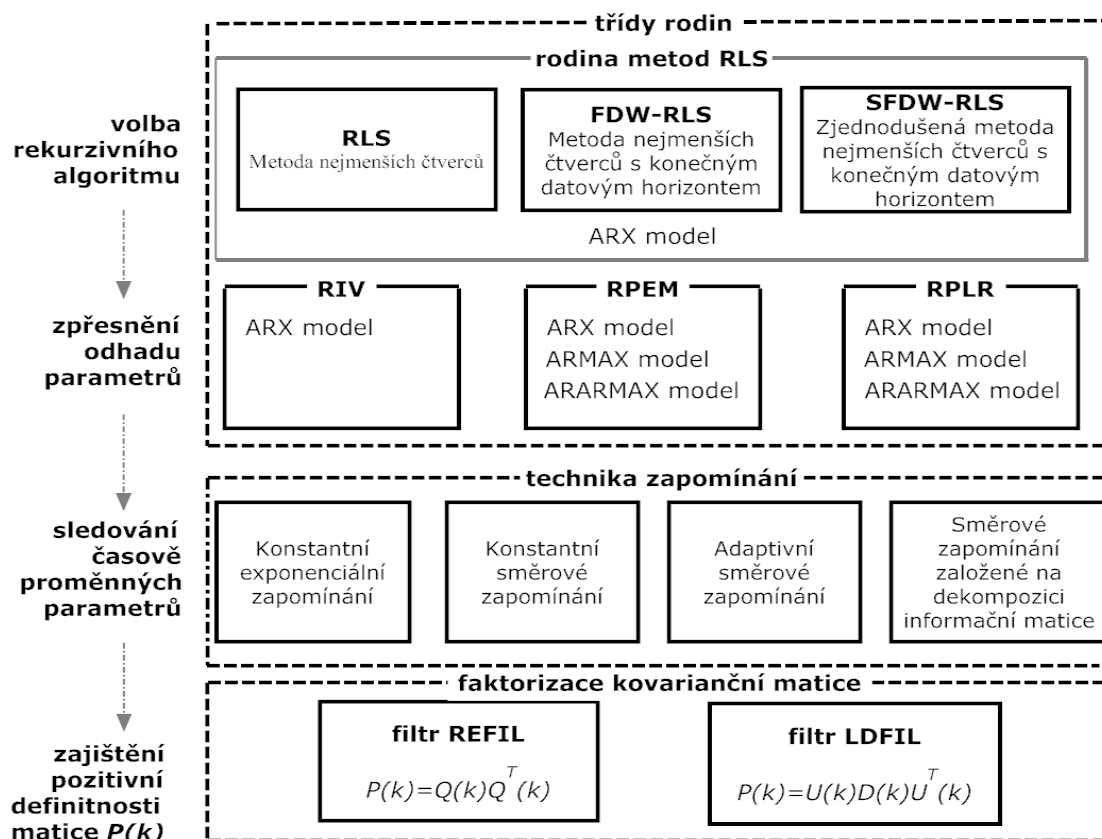 třídy rodin
rodina metod RLS
volba
rekurzivního
algoritmu
RLS
Metoda nejmenších čtverců
FDW-RLS
Metoda nejmenších
čtverců s konečným
datovým horizontem
SFDW-RLS
Zjednodušená metoda
nejmenších čtverců s
konečným datovým
horizontem
ARX model
zpřesnění
odhadu
parametrů
RIV
ARX model
RPEM
ARX model
ARMAX model
ARARMAX model
RPLR
ARX model
ARMAX model
ARARMAX model
technika zapomínání
sledování
časově
proměnných
parametrů
Konstantní
exponenciální
zapomínání
Konstantní
směrové
zapomínání
Adaptivní
směrové
zapomínání
Směrové
zapomínání
založené na
dekompozici
informační matice
faktorizace kovarianční matice
zajištění
pozitivní
definitnosti
matice P(k)
filtr REFIL
P(k)=Q(k)Q^T(k)
filtr LDFIL
P(k)=U(k)D(k)U^T(k)